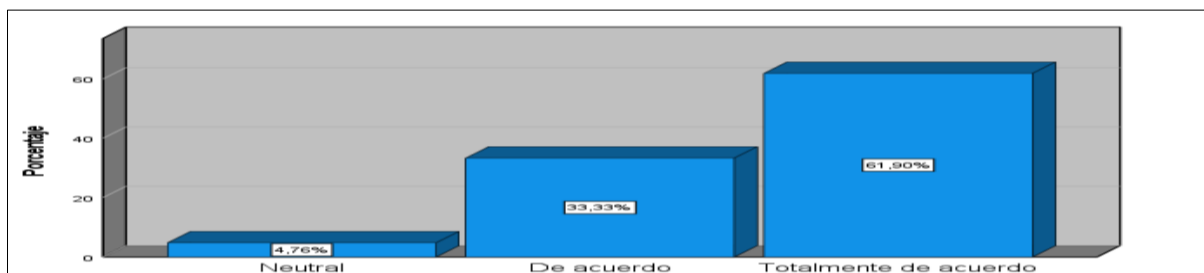 Porcentaje
60
40
20
0
4,76%
33,33%
61,90%
Neutral
De acuerdo
Totalmente de acuerdo